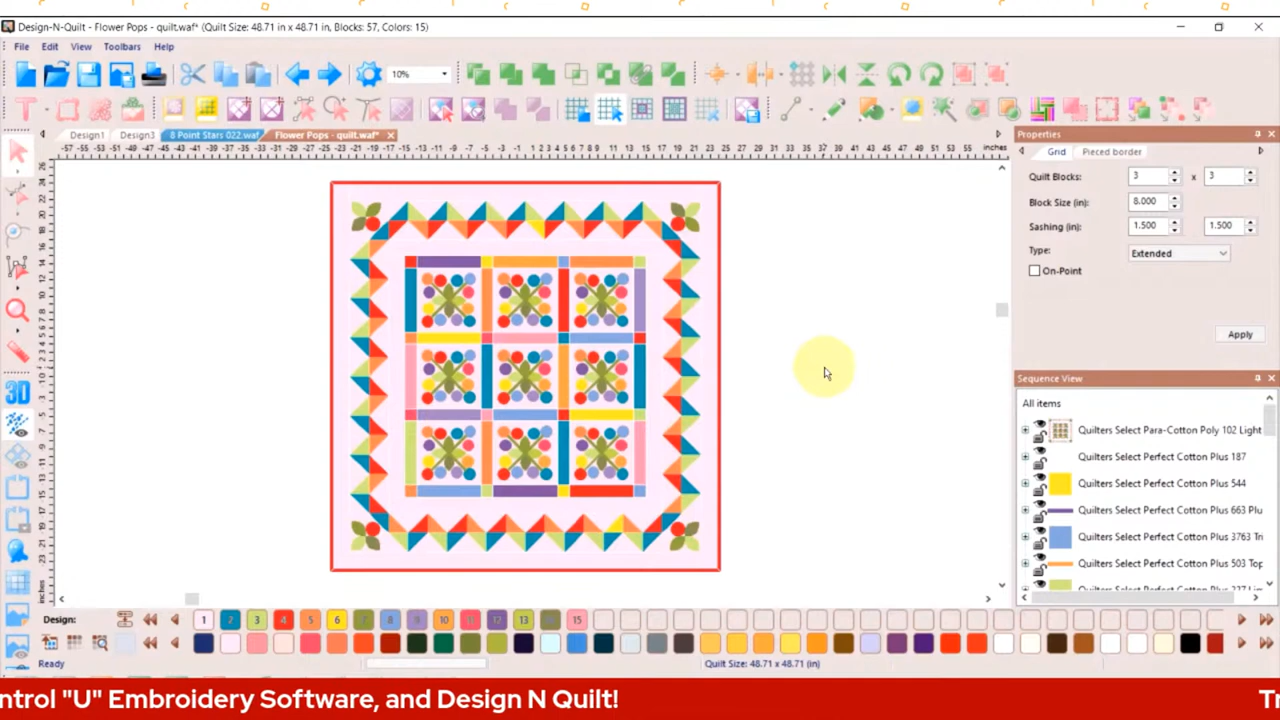 Design-N-Quilt - Flower Pops - quilt.waf* (Quilt Size: 48.71 in x 48.71 in, Blocks: 57, Colors: 15)
File Edit View Toolbars Help
10%
Design1 Design3 8 Point Stars 022.waf Flower Pops - quilt.waf*
inches
Properties
Grid Pieced border
Quilt Blocks: 3 x 3
Block Size (in): 8.000
Sashing (in): 1.500 1.500
Type: Extended
On-Point
Apply
Sequence View
All items
Quilters Select Para-Cotton Poly 102 Light
Quilters Select Perfect Cotton Plus 187
Quilters Select Perfect Cotton Plus 544
Quilters Select Perfect Cotton Plus 663 Plu
Quilters Select Perfect Cotton Plus 3763 Tri
Quilters Select Perfect Cotton Plus 503 Top
3D
inches
Design: 1 2 3 4 5 6 7 8 9 10 11 12 13 14 15
Ready Quilt Size: 48.71 x 48.71 (in)
ntrol "U" Embroidery Software, and Design N Quilt! Tr